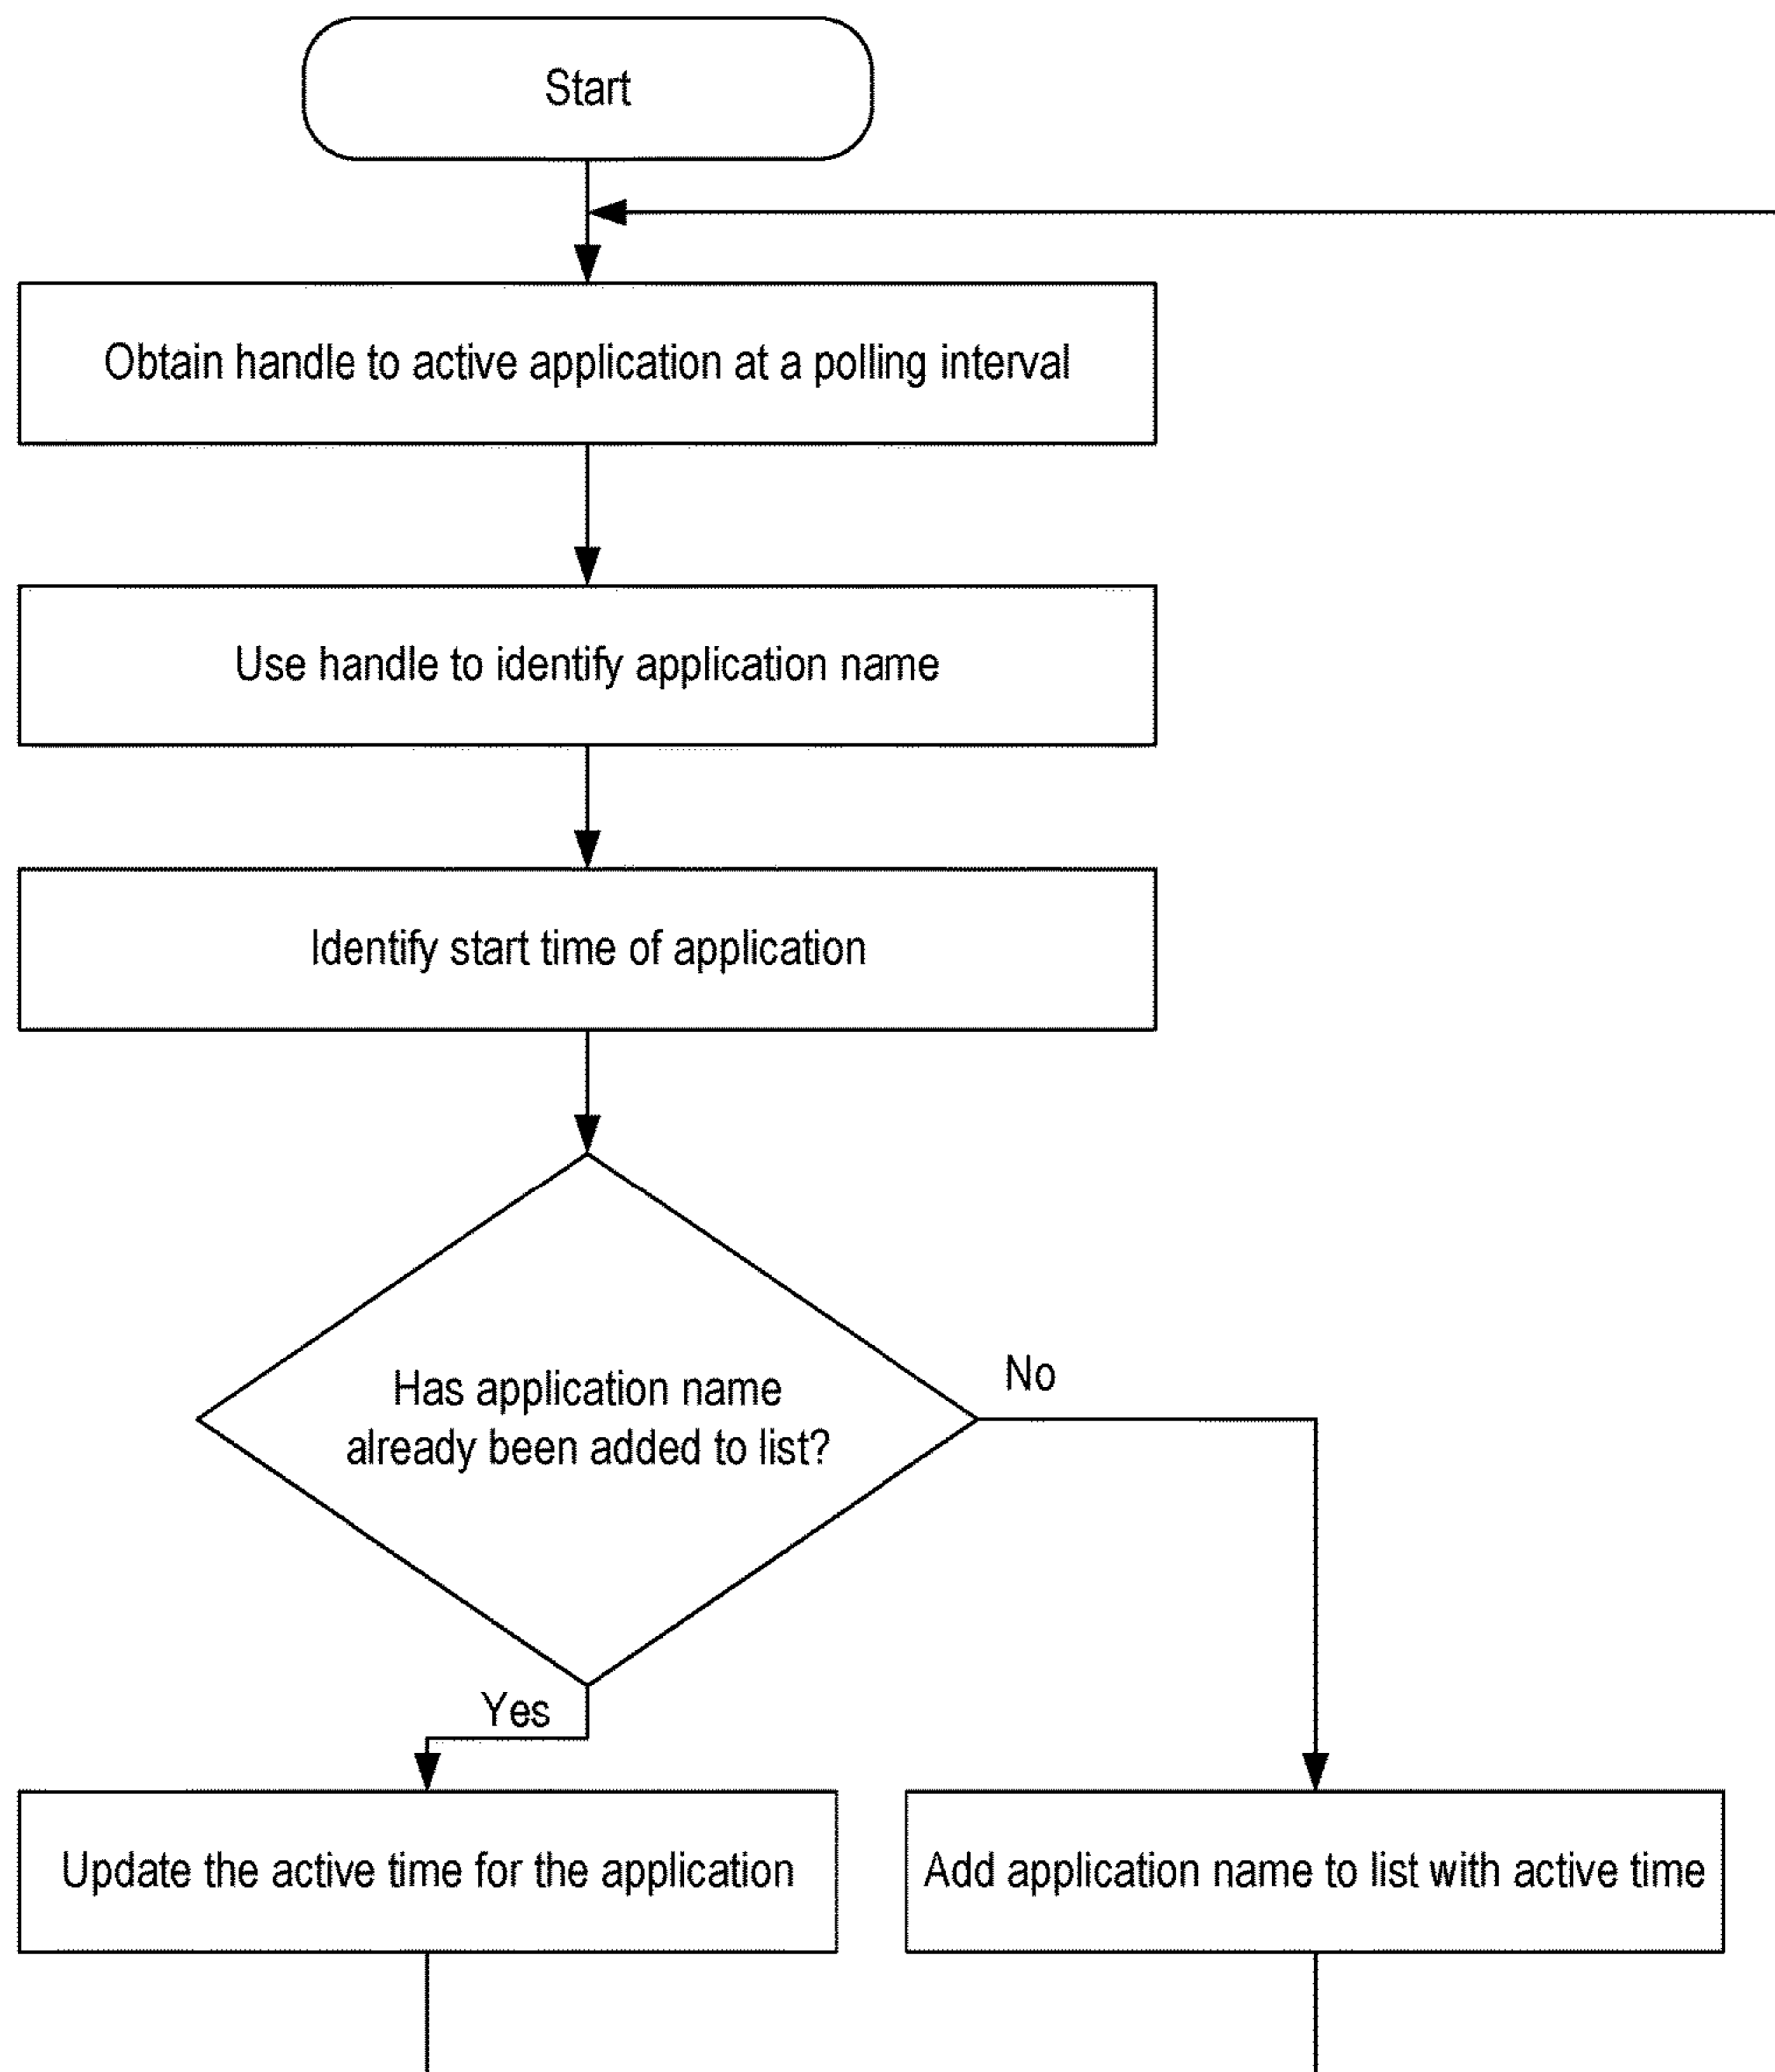 Start
Obtain handle to active application at a polling interval
Use handle to identify application name
Identify start time of application
Has application name
already been added to list?
No
Yes
Update the active time for the application
Add application name to list with active time